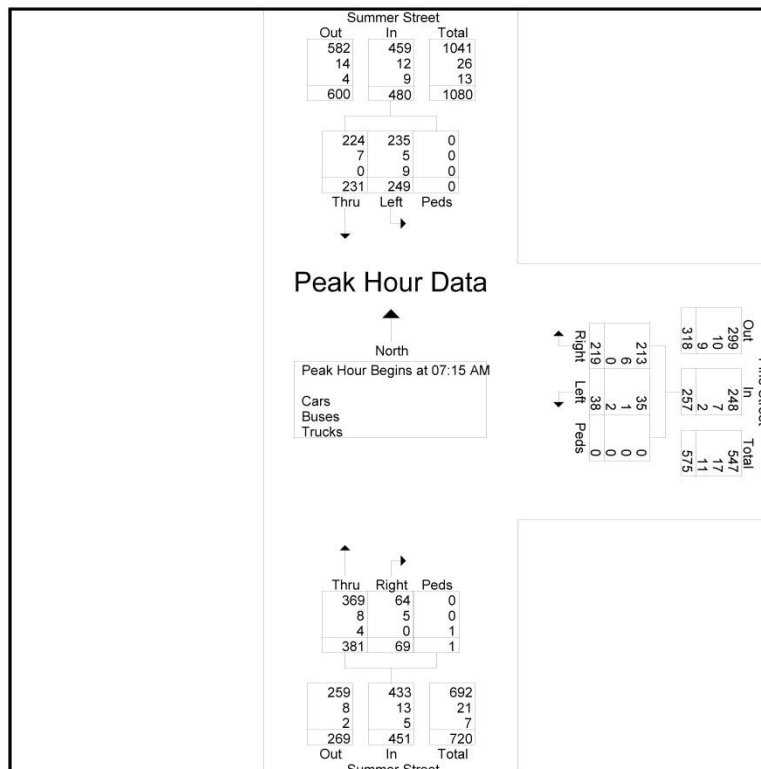 Summer Street
Out In Total
582 459 1041
14 12 26
4 9 13
600 480 1080
224 235 0
7 5 0
0 9 0
231 249 0
Thru Left Peds
Peak Hour Data
North
Peak Hour Begins at 07:15 AM
Cars
Buses
Trucks
Out In Total
299 248 547
10 7 17
9 2 11
318 257 575
213 35 0
6 1 0
0 2 0
219 38 0
Right Left Peds
Thru Right Peds
369 64 0
8 5 0
4 0 1
381 69 1
259 433 692
8 13 21
2 5 7
269 451 720
Out In Total
Summer Street